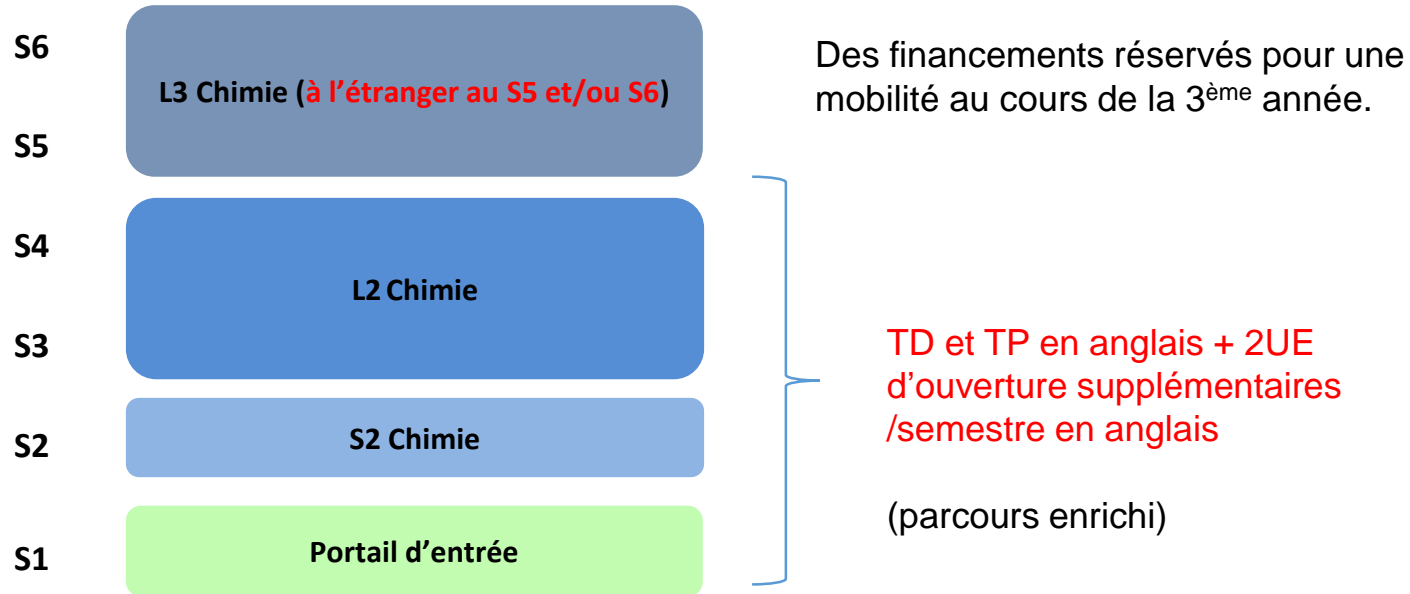 S6
L3 Chimie (à l'étranger au S5 et/ou S6)
S5
Des financements réservés pour une
mobilité au cours de la 3ème année.
S4
L2 Chimie
S3
S2
S2 Chimie
S1
Portail d'entrée
TD et TP en anglais + 2UE
d'ouverture supplémentaires
/semestre en anglais
(parcours enrichi)